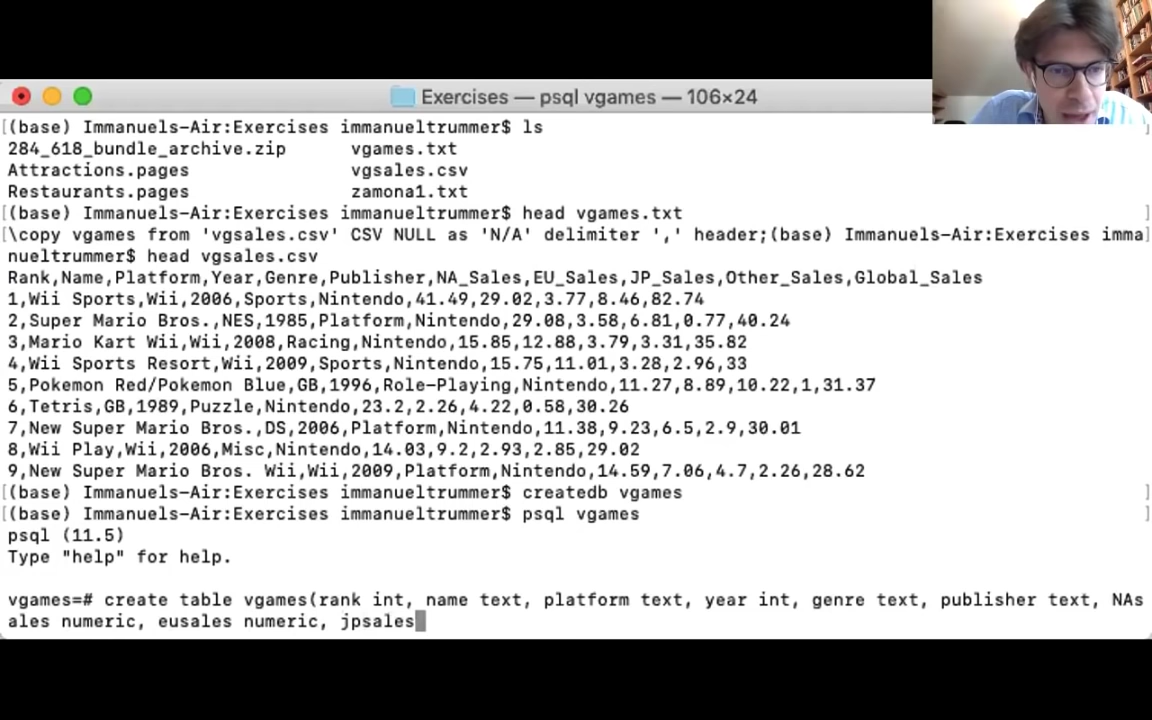 Exercises — psql vgames — 106×24
[(base) Immanuels-Air:Exercises immanueltrummer$ ls ]
284_618_bundle_archive.zip vgames.txt
Attractions.pages vgsales.csv
Restaurants.pages zamona1.txt
[(base) Immanuels-Air:Exercises immanueltrummer$ head vgames.txt ]
[\copy vgames from 'vgsales.csv' CSV NULL as 'N/A' delimiter ',' header;(base) Immanuels-Air:Exercises imma]
nueltrummer$ head vgsales.csv
Rank,Name,Platform,Year,Genre,Publisher,NA_Sales,EU_Sales,JP_Sales,Other_Sales,Global_Sales
1,Wii Sports,Wii,2006,Sports,Nintendo,41.49,29.02,3.77,8.46,82.74
2,Super Mario Bros.,NES,1985,Platform,Nintendo,29.08,3.58,6.81,0.77,40.24
3,Mario Kart Wii,Wii,2008,Racing,Nintendo,15.85,12.88,3.79,3.31,35.82
4,Wii Sports Resort,Wii,2009,Sports,Nintendo,15.75,11.01,3.28,2.96,33
5,Pokemon Red/Pokemon Blue,GB,1996,Role-Playing,Nintendo,11.27,8.89,10.22,1,31.37
6,Tetris,GB,1989,Puzzle,Nintendo,23.2,2.26,4.22,0.58,30.26
7,New Super Mario Bros.,DS,2006,Platform,Nintendo,11.38,9.23,6.5,2.9,30.01
8,Wii Play,Wii,2006,Misc,Nintendo,14.03,9.2,2.93,2.85,29.02
9,New Super Mario Bros. Wii,Wii,2009,Platform,Nintendo,14.59,7.06,4.7,2.26,28.62
[(base) Immanuels-Air:Exercises immanueltrummer$ createdb vgames ]
[(base) Immanuels-Air:Exercises immanueltrummer$ psql vgames ]
psql (11.5)
Type "help" for help.
vgames=# create table vgames(rank int, name text, platform text, year int, genre text, publisher text, NAs
ales numeric, eusales numeric, jpsales